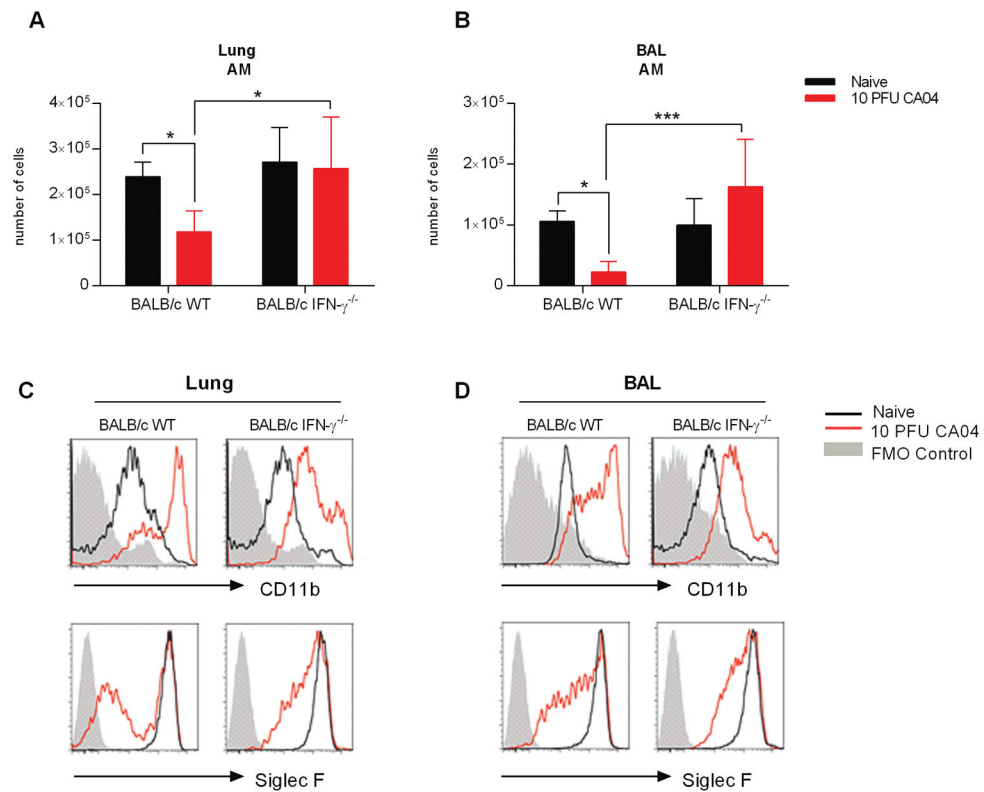 A
Lung
AM
number of cells
4×10⁵
3×10⁵
2×10⁵
1×10⁵
0
*
*
BALB/c WT
BALB/c IFN-γ⁻/⁻
B
BAL
AM
number of cells
3×10⁵
2×10⁵
1×10⁵
0
*
***
BALB/c WT
BALB/c IFN-γ⁻/⁻
Naive
10 PFU CA04
C
Lung
BALB/c WT
BALB/c IFN-γ⁻/⁻
CD11b
Siglec F
D
BAL
BALB/c WT
BALB/c IFN-γ⁻/⁻
CD11b
Siglec F
Naive
10 PFU CA04
FMO Control